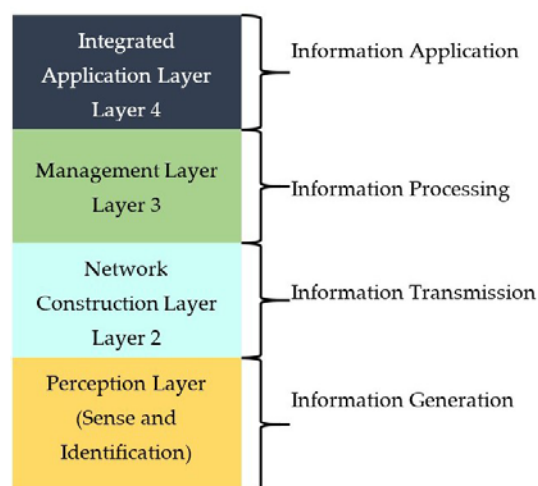 Integrated
Application Layer
Layer 4
Information Application
Management Layer
Layer 3
Information Processing
Network
Construction Layer
Layer 2
Information Transmission
Perception Layer
(Sense and
Identification)
Information Generation